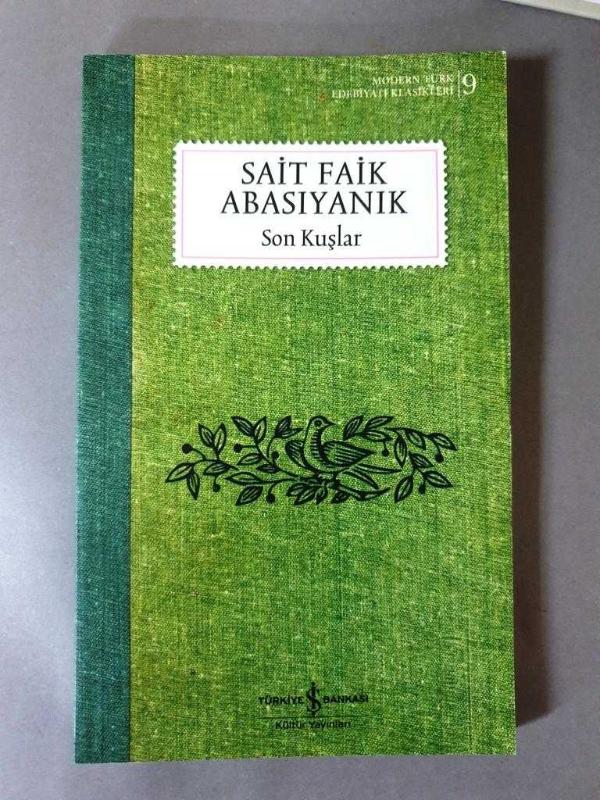 MODERN TÜRK
EDEBİYATI KLASİKLERİ 9
SAİT FAİK
ABASIYANIK
Son Kuşlar
TÜRKİYE İŞ BANKASI
Kültür Yayınları